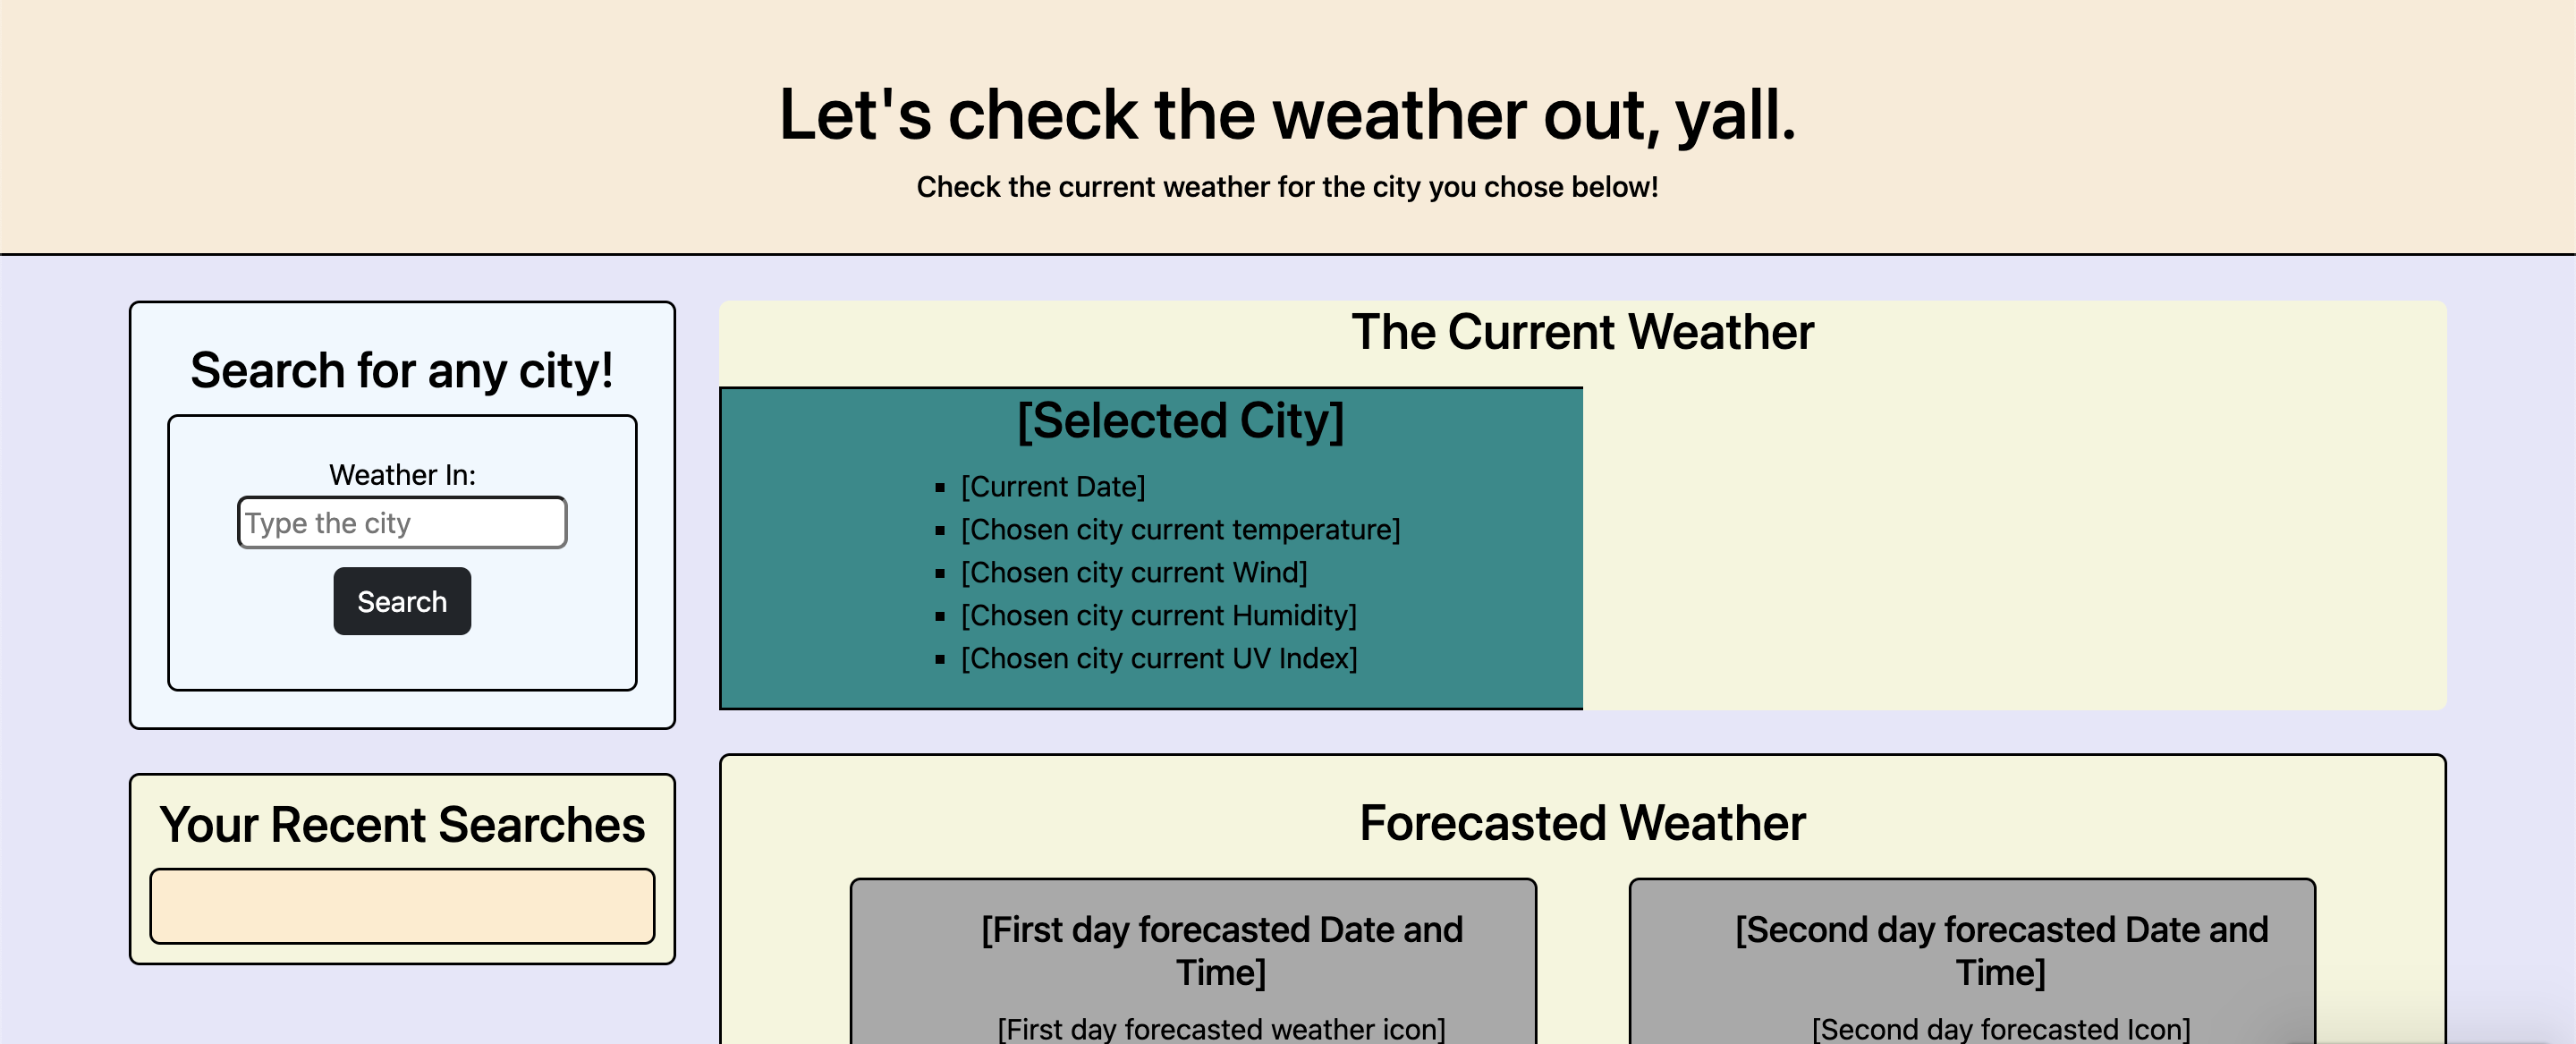 Let's check the weather out, yall.
Check the current weather for the city you chose below!
Search for any city!
Weather In:
Type the city
Search
Your Recent Searches
The Current Weather
[Selected City]
[Current Date]
[Chosen city current temperature]
[Chosen city current Wind]
[Chosen city current Humidity]
[Chosen city current UV Index]
Forecasted Weather
[First day forecasted Date and
Time]
[First day forecasted weather icon]
[Second day forecasted Date and
Time]
[Second day forecasted Icon]